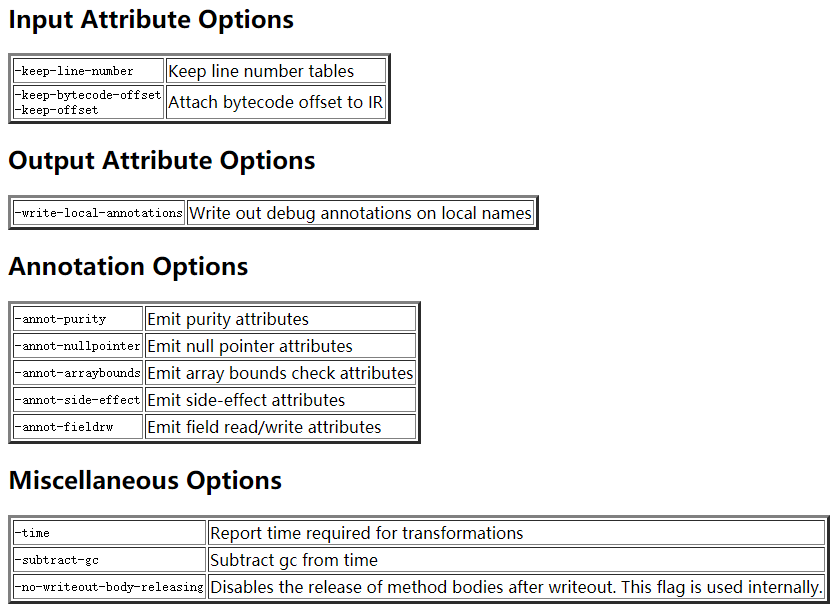 Input Attribute Options
-keep-line-number Keep line number tables
-keep-bytecode-offset
-keep-offset Attach bytecode offset to IR
Output Attribute Options
-write-local-annotations Write out debug annotations on local names
Annotation Options
-annot-purity Emit purity attributes
-annot-nullpointer Emit null pointer attributes
-annot-arraybounds Emit array bounds check attributes
-annot-side-effect Emit side-effect attributes
-annot-fieldrw Emit field read/write attributes
Miscellaneous Options
-time Report time required for transformations
-subtract-gc Subtract gc from time
-no-writeout-body-releasing Disables the release of method bodies after writeout. This flag is used internally.